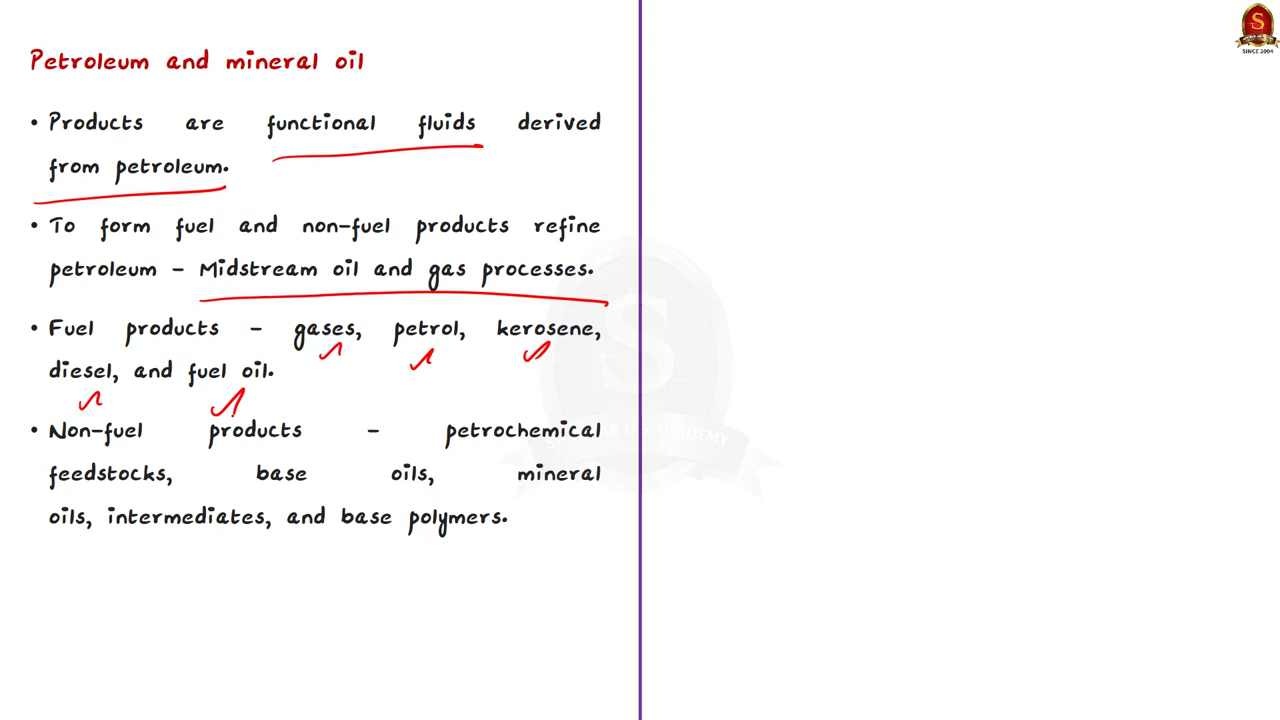 Petroleum and mineral oil
• Products are functional fluids derived
from petroleum.
• To form fuel and non-fuel products refine
petroleum - Midstream oil and gas processes.
• Fuel products - gases, petrol, kerosene,
diesel, and fuel oil.
• Non-fuel products - petrochemical
feedstocks, base oils, mineral
oils, intermediates, and base polymers.
S
SINCE 2004